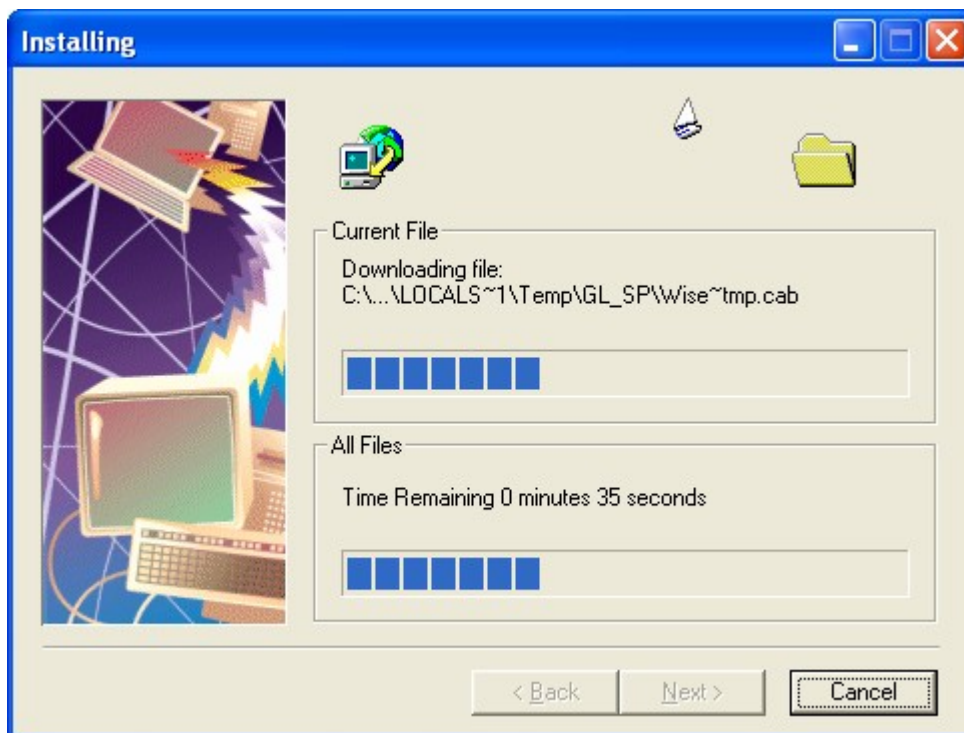 Installing
Current File
Downloading file:
C:\...\LOCALS~1\Temp\GL_SP\Wise~tmp.cab
All Files
Time Remaining 0 minutes 35 seconds
< Back
Next >
Cancel